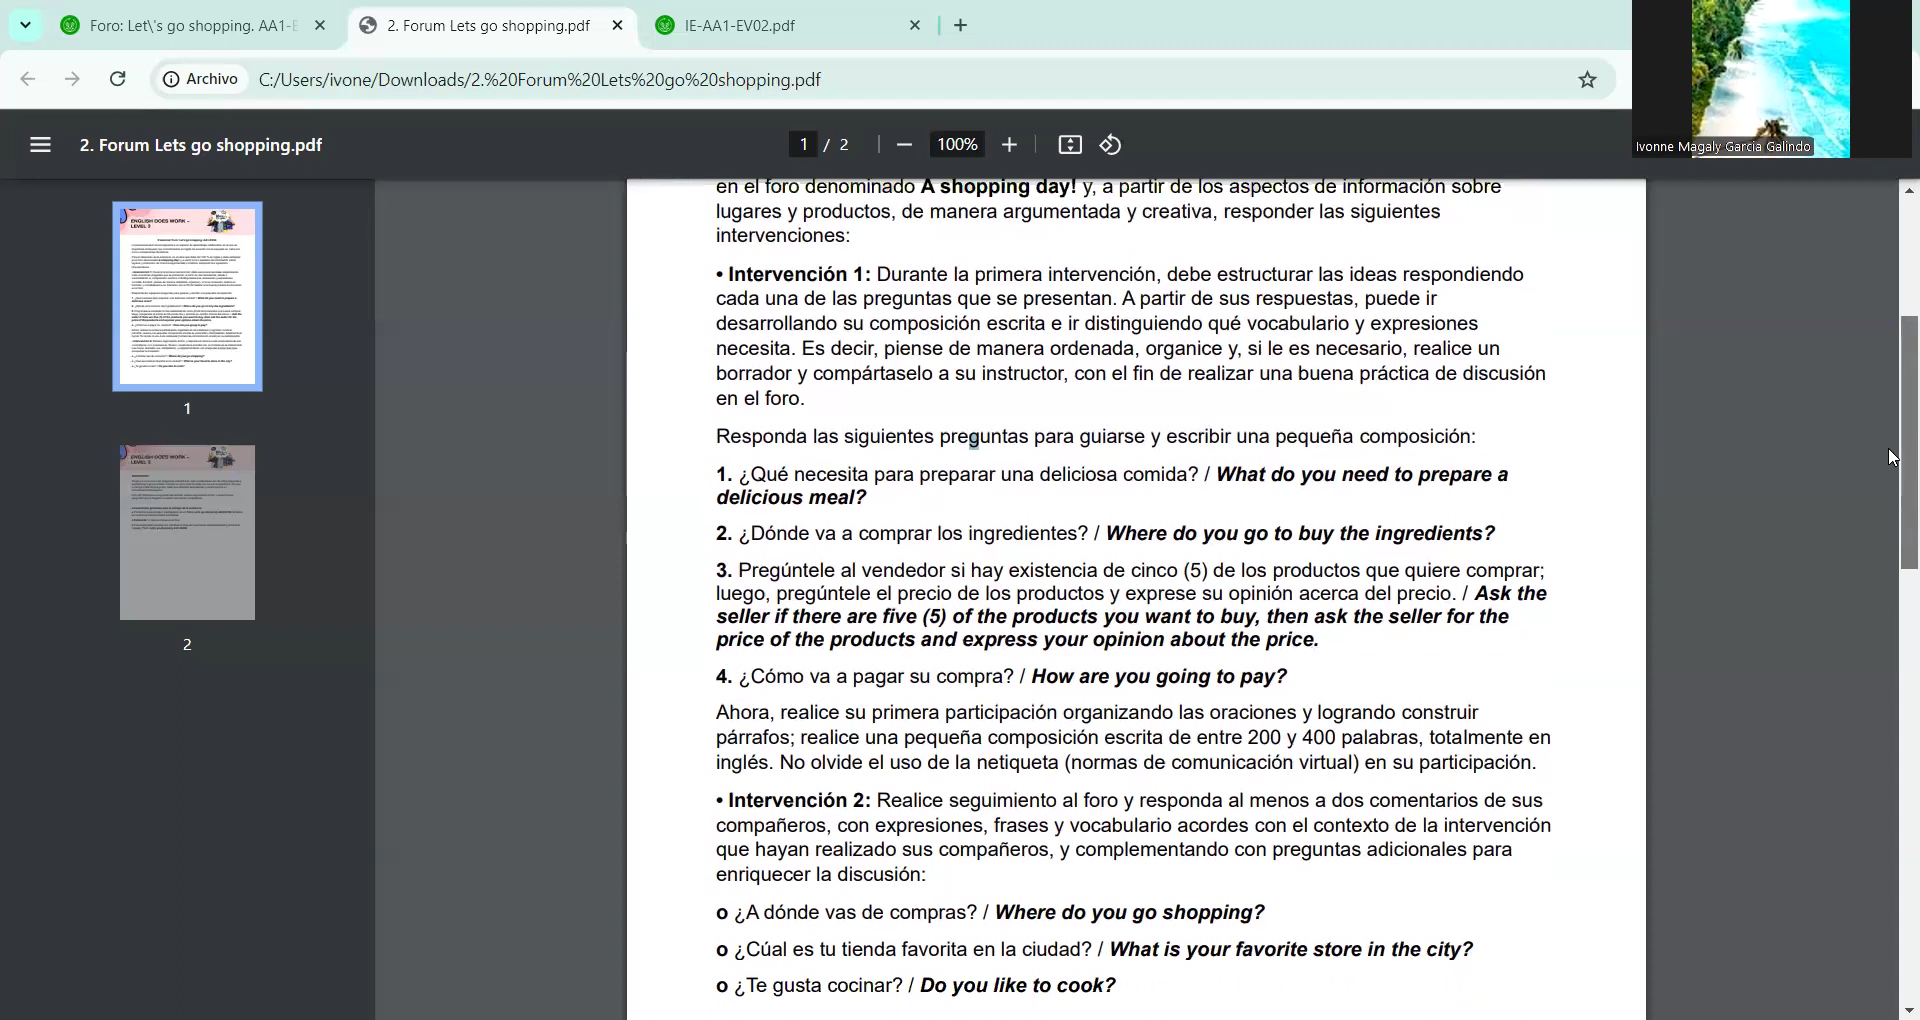 Foro: Let\'s go shopping. AA1-E
2. Forum Lets go shopping.pdf
IE-AA1-EV02.pdf
Archivo
C:/Users/ivone/Downloads/2.%20Forum%20Lets%20go%20shopping.pdf
2. Forum Lets go shopping.pdf
1 / 2
100%
Ivonne Magaly Garcia Galindo
ENGLISH DOES WORK –
LEVEL 3
1
ENGLISH DOES WORK –
LEVEL 3
2
en el foro denominado A shopping day! y, a partir de los aspectos de información sobre
lugares y productos, de manera argumentada y creativa, responder las siguientes
intervenciones:
• Intervención 1: Durante la primera intervención, debe estructurar las ideas respondiendo
cada una de las preguntas que se presentan. A partir de sus respuestas, puede ir
desarrollando su composición escrita e ir distinguiendo qué vocabulario y expresiones
necesita. Es decir, piense de manera ordenada, organice y, si le es necesario, realice un
borrador y compártaselo a su instructor, con el fin de realizar una buena práctica de discusión
en el foro.
Responda las siguientes preguntas para guiarse y escribir una pequeña composición:
1. ¿Qué necesita para preparar una deliciosa comida? / What do you need to prepare a
delicious meal?
2. ¿Dónde va a comprar los ingredientes? / Where do you go to buy the ingredients?
3. Pregúntele al vendedor si hay existencia de cinco (5) de los productos que quiere comprar;
luego, pregúntele el precio de los productos y exprese su opinión acerca del precio. / Ask the
seller if there are five (5) of the products you want to buy, then ask the seller for the
price of the products and express your opinion about the price.
4. ¿Cómo va a pagar su compra? / How are you going to pay?
Ahora, realice su primera participación organizando las oraciones y logrando construir
párrafos; realice una pequeña composición escrita de entre 200 y 400 palabras, totalmente en
inglés. No olvide el uso de la netiqueta (normas de comunicación virtual) en su participación.
• Intervención 2: Realice seguimiento al foro y responda al menos a dos comentarios de sus
compañeros, con expresiones, frases y vocabulario acordes con el contexto de la intervención
que hayan realizado sus compañeros, y complementando con preguntas adicionales para
enriquecer la discusión:
o ¿A dónde vas de compras? / Where do you go shopping?
o ¿Cúal es tu tienda favorita en la ciudad? / What is your favorite store in the city?
o ¿Te gusta cocinar? / Do you like to cook?